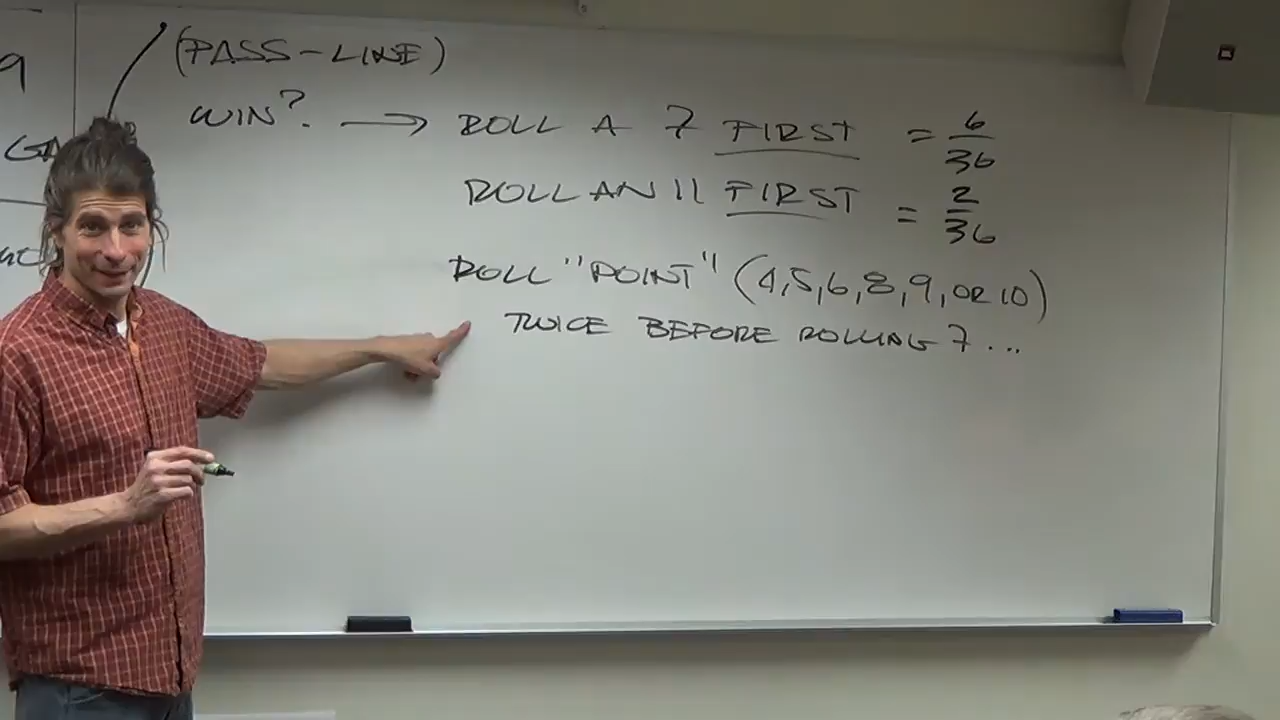 9
(PASS-LINE)
WIN? → ROLL A 7 FIRST = 6/36
ROLL AN 11 FIRST = 2/36
ROLL "POINT" (4,5,6,8,9, OR 10)
TWICE BEFORE ROLLING 7 ...